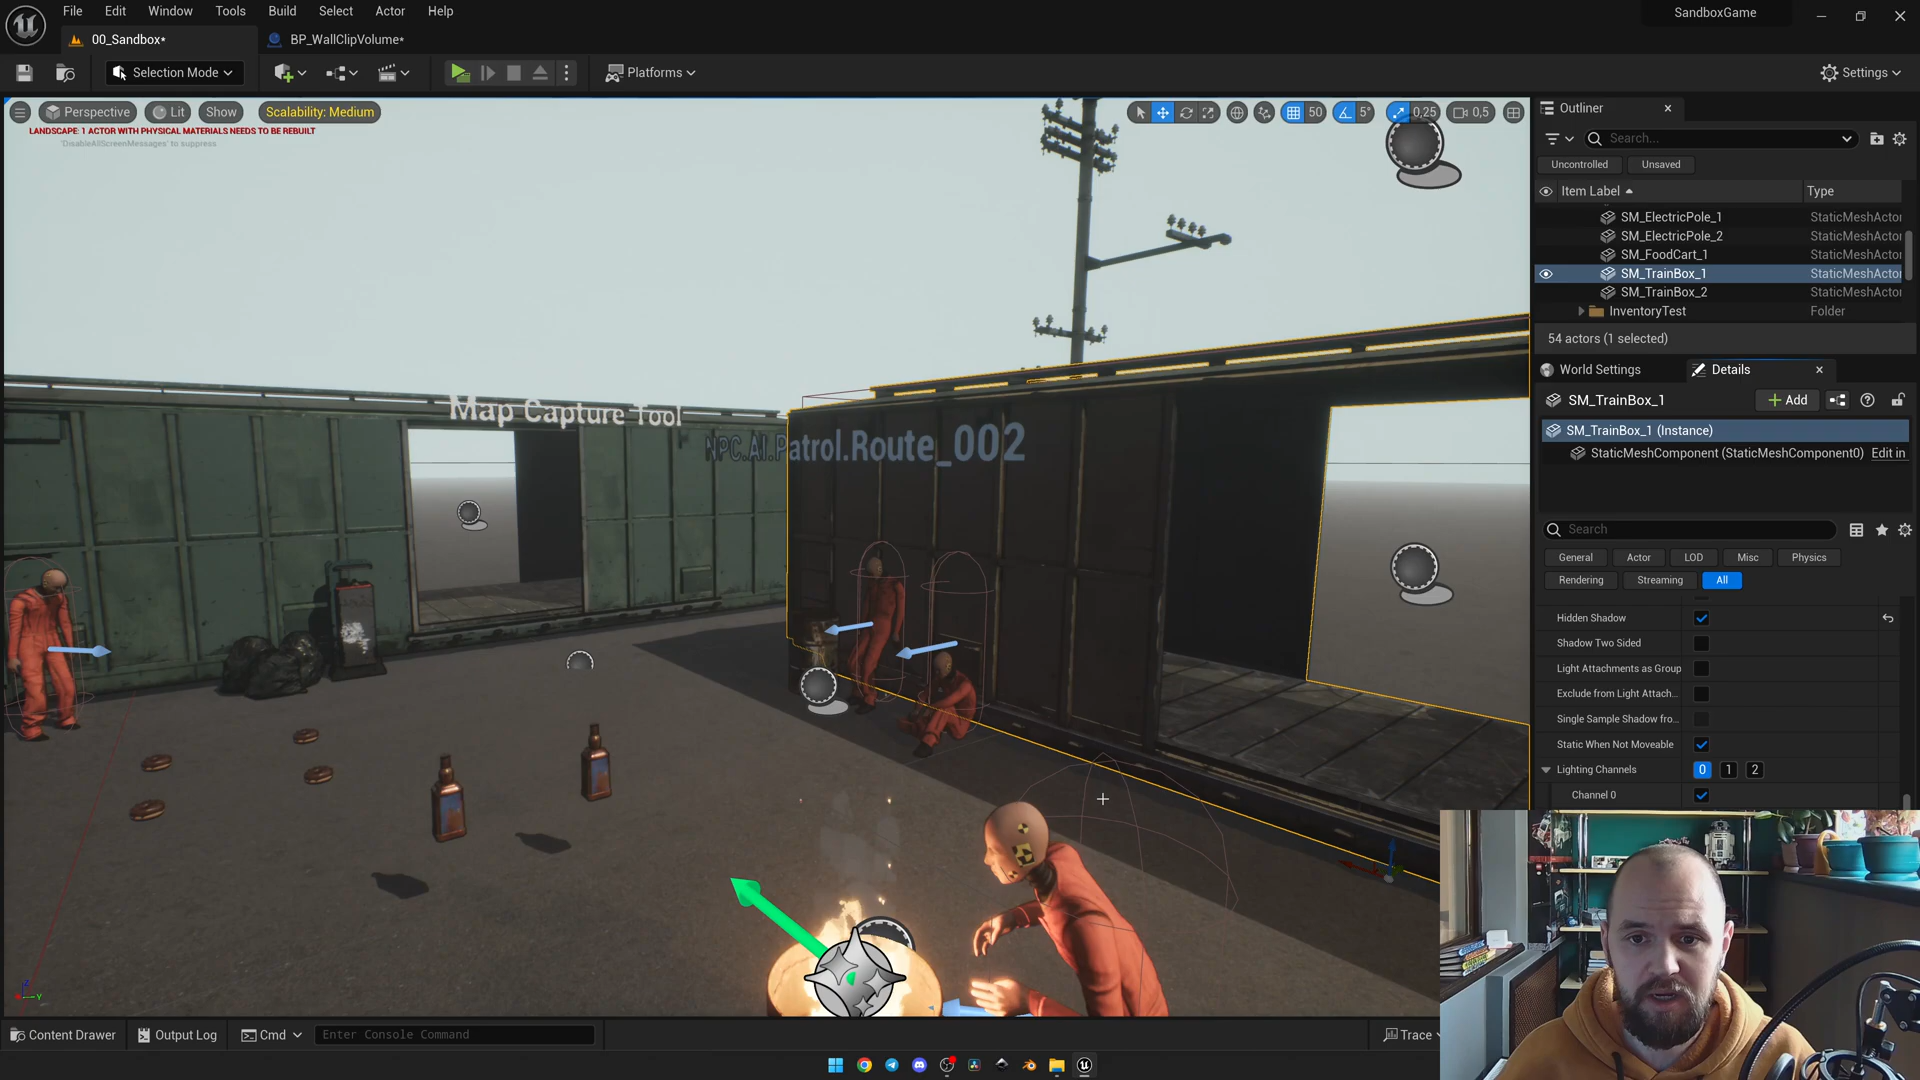 File Edit Window Tools Build Select Actor Help
SandboxGame
00_Sandbox*
BP_WallClipVolume*
Selection Mode
Platforms
Settings
Perspective
Lit
Show
Scalability: Medium
50
5°
0,25
0,5
LANDSCAPE: 1 ACTOR WITH PHYSICAL MATERIALS NEEDS TO BE REBUILT
'DisableAllScreenMessages' to suppress
Map Capture Tool
NPC.AI.Patrol.Route_002
Outliner
Search...
Uncontrolled
Unsaved
Item Label
Type
SM_ElectricPole_1 StaticMeshActor
SM_ElectricPole_2 StaticMeshActor
SM_FoodCart_1 StaticMeshActor
SM_TrainBox_1 StaticMeshActor
SM_TrainBox_2 StaticMeshActor
InventoryTest Folder
54 actors (1 selected)
World Settings
Details
SM_TrainBox_1
Add
SM_TrainBox_1 (Instance)
StaticMeshComponent (StaticMeshComponent0) Edit in
Search
General Actor LOD Misc Physics
Rendering Streaming All
Hidden Shadow
Shadow Two Sided
Light Attachments as Group
Exclude from Light Attach...
Single Sample Shadow fro...
Static When Not Moveable
Lighting Channels 0 1 2
Channel 0
Content Drawer
Output Log
Cmd
Enter Console Command
Trace